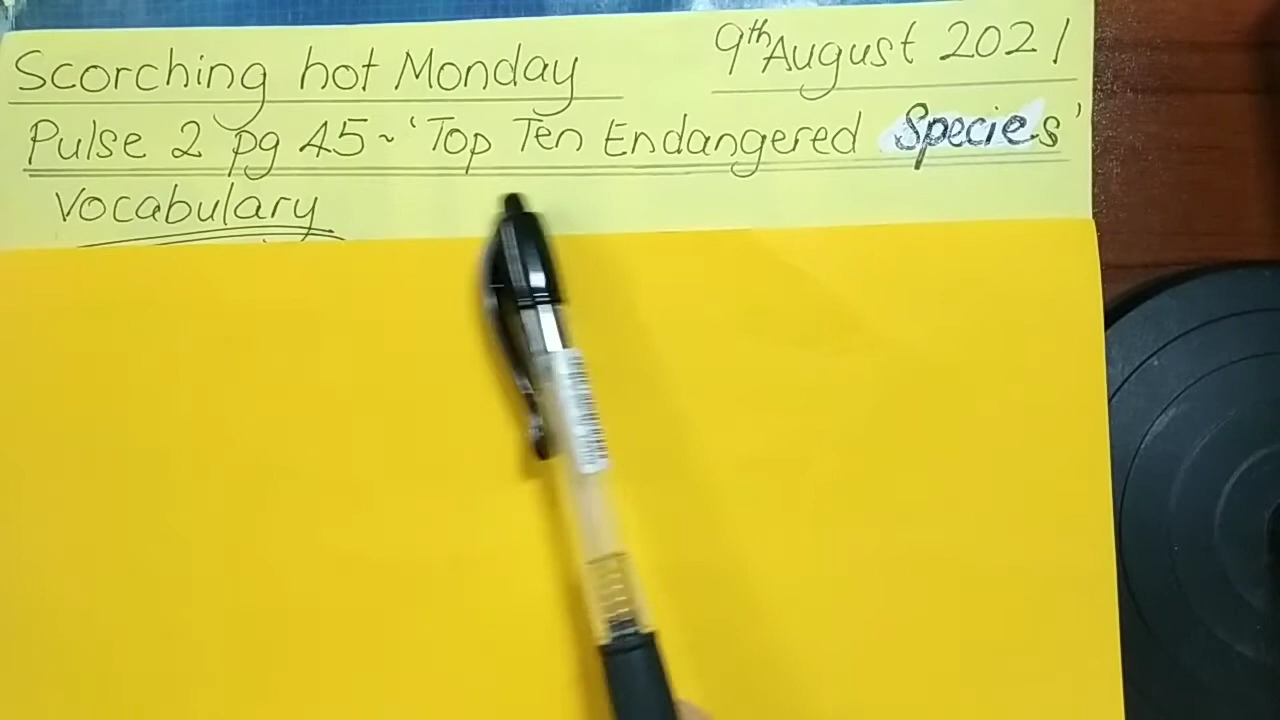 Scorching hot Monday 9th August 2021
Pulse 2 pg 45~ 'Top Ten Endangered Species'
Vocabulary